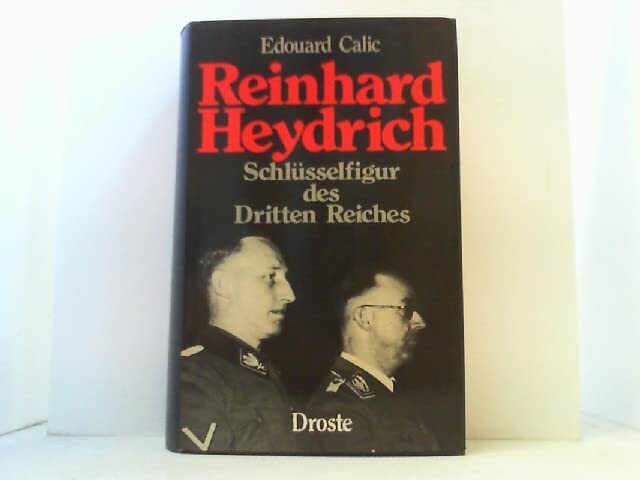 Edouard Calic
Reinhard
Heydrich
Schlüsselfigur
des
Dritten Reiches
Droste